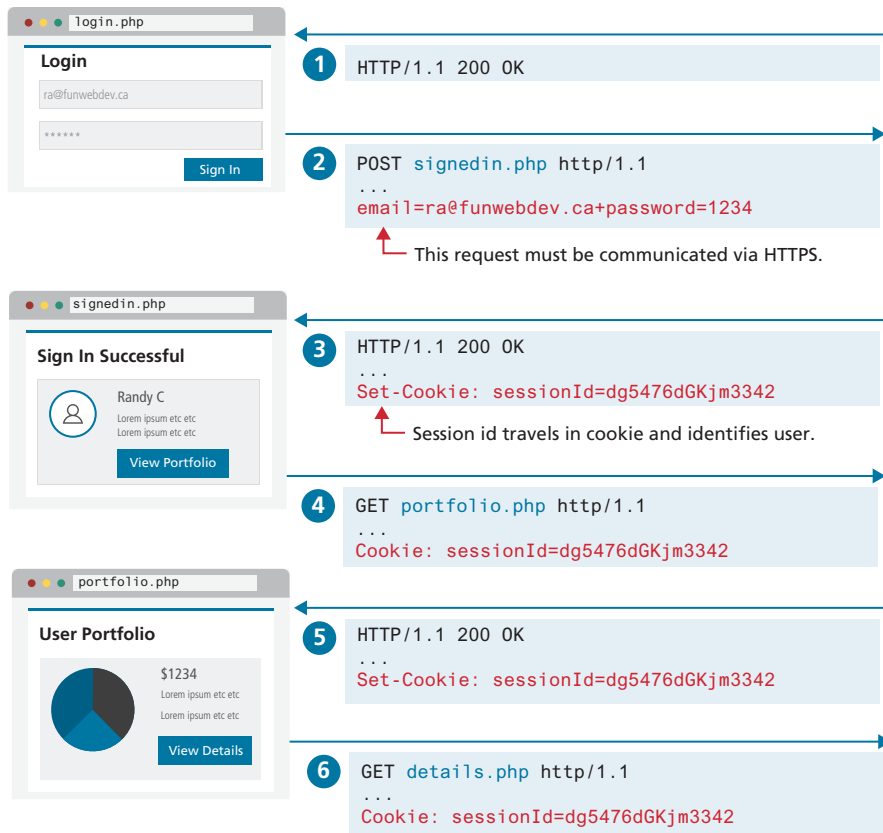 login.php
Login
ra@funwebdev.ca
******
Sign In
1
HTTP/1.1 200 OK
2
POST signedin.php http/1.1
...
email=ra@funwebdev.ca+password=1234
This request must be communicated via HTTPS.
signedin.php
Sign In Successful
Randy C
Lorem ipsum etc etc
Lorem ipsum etc etc
View Portfolio
3
HTTP/1.1 200 OK
...
Set-Cookie: sessionId=dg5476dGKjm3342
Session id travels in cookie and identifies user.
4
GET portfolio.php http/1.1
...
Cookie: sessionId=dg5476dGKjm3342
portfolio.php
User Portfolio
$1234
Lorem ipsum etc etc
Lorem ipsum etc etc
View Details
5
HTTP/1.1 200 OK
...
Set-Cookie: sessionId=dg5476dGKjm3342
6
GET details.php http/1.1
...
Cookie: sessionId=dg5476dGKjm3342